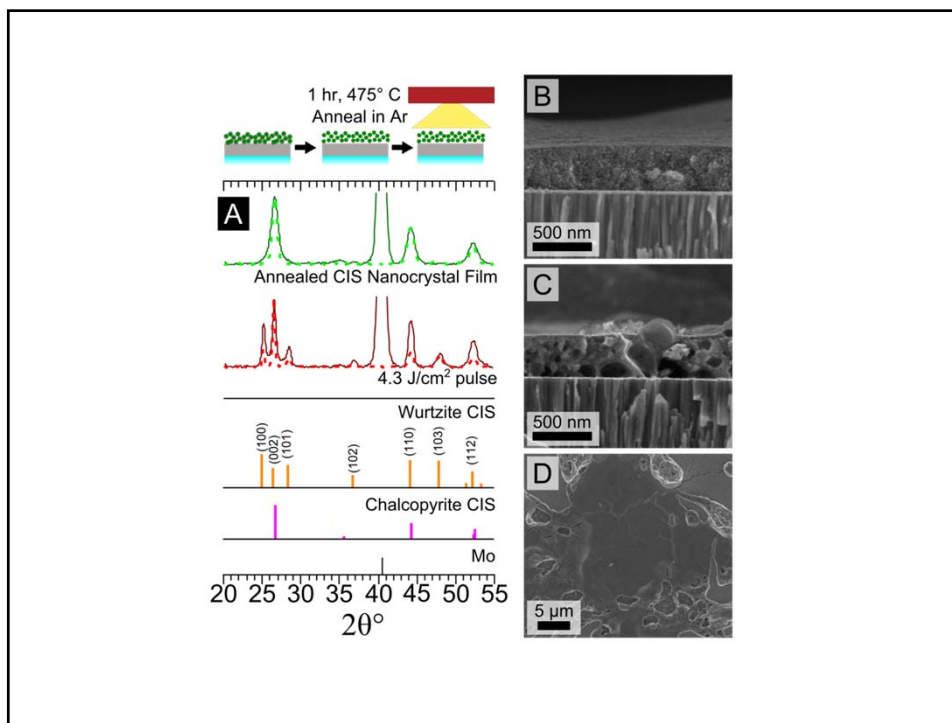 1 hr, 475° C
Anneal in Ar
A
Annealed CIS Nanocrystal Film
4.3 J/cm² pulse
Wurtzite CIS
(100)
(002)
(101)
(102)
(110)
(103)
(112)
Chalcopyrite CIS
Mo
20 25 30 35 40 45 50 55
2θ°
B
500 nm
C
500 nm
D
5 µm